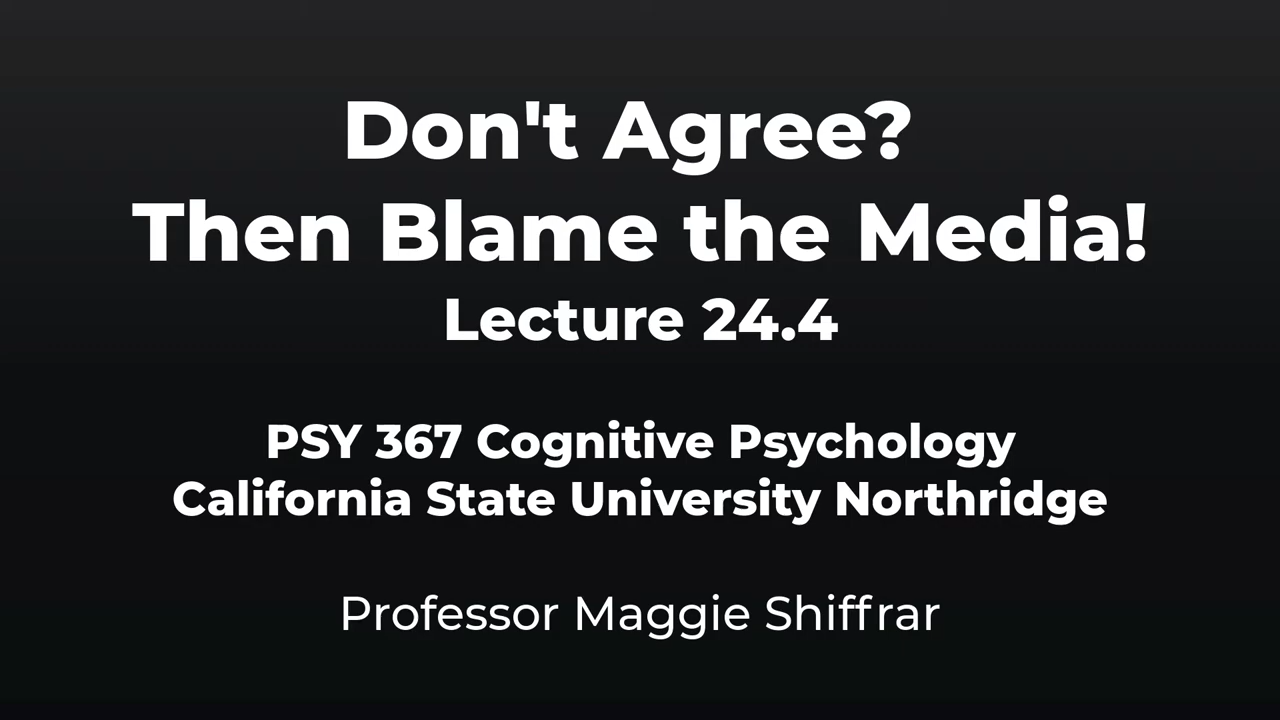 Don't Agree?
Then Blame the Media!
Lecture 24.4
PSY 367 Cognitive Psychology
California State University Northridge
Professor Maggie Shiffrar